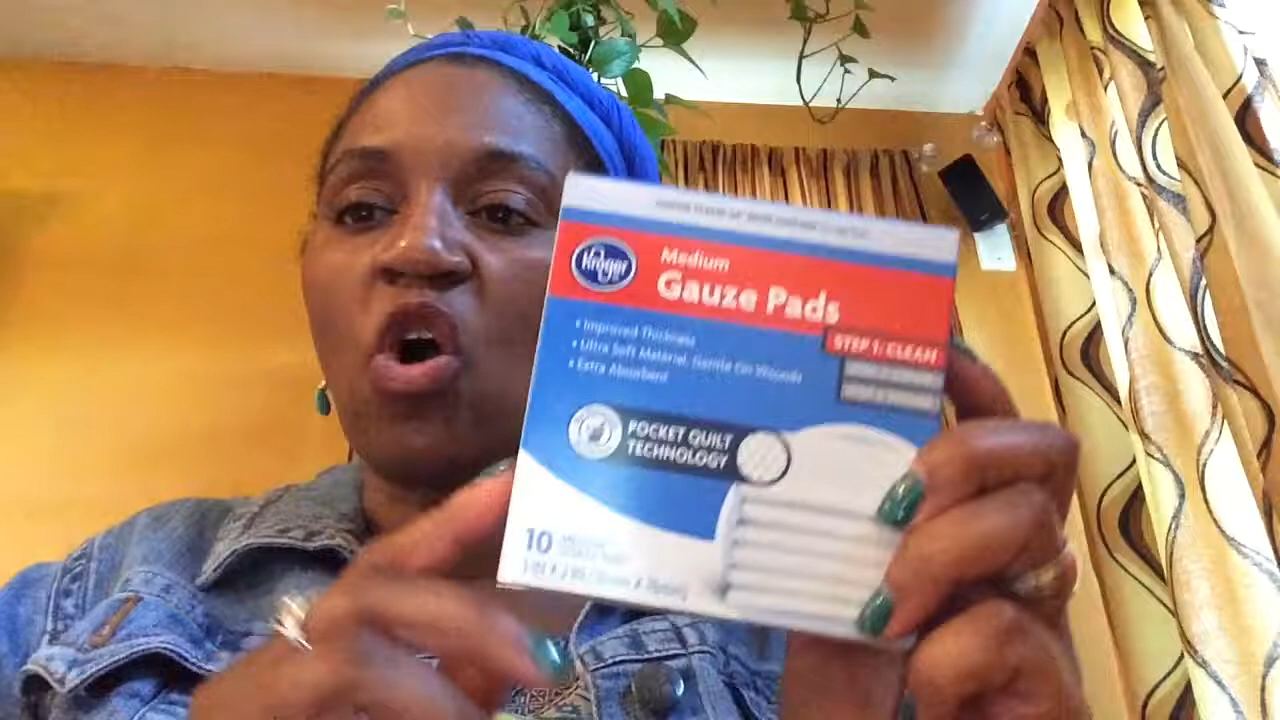 Kroger
Medium
Gauze Pads
• Improved Thickness
• Ultra Soft Material, Gentle On Wounds
• Extra Absorbent
STEP 1: CLEAN
POCKET QUILT
TECHNOLOGY
10